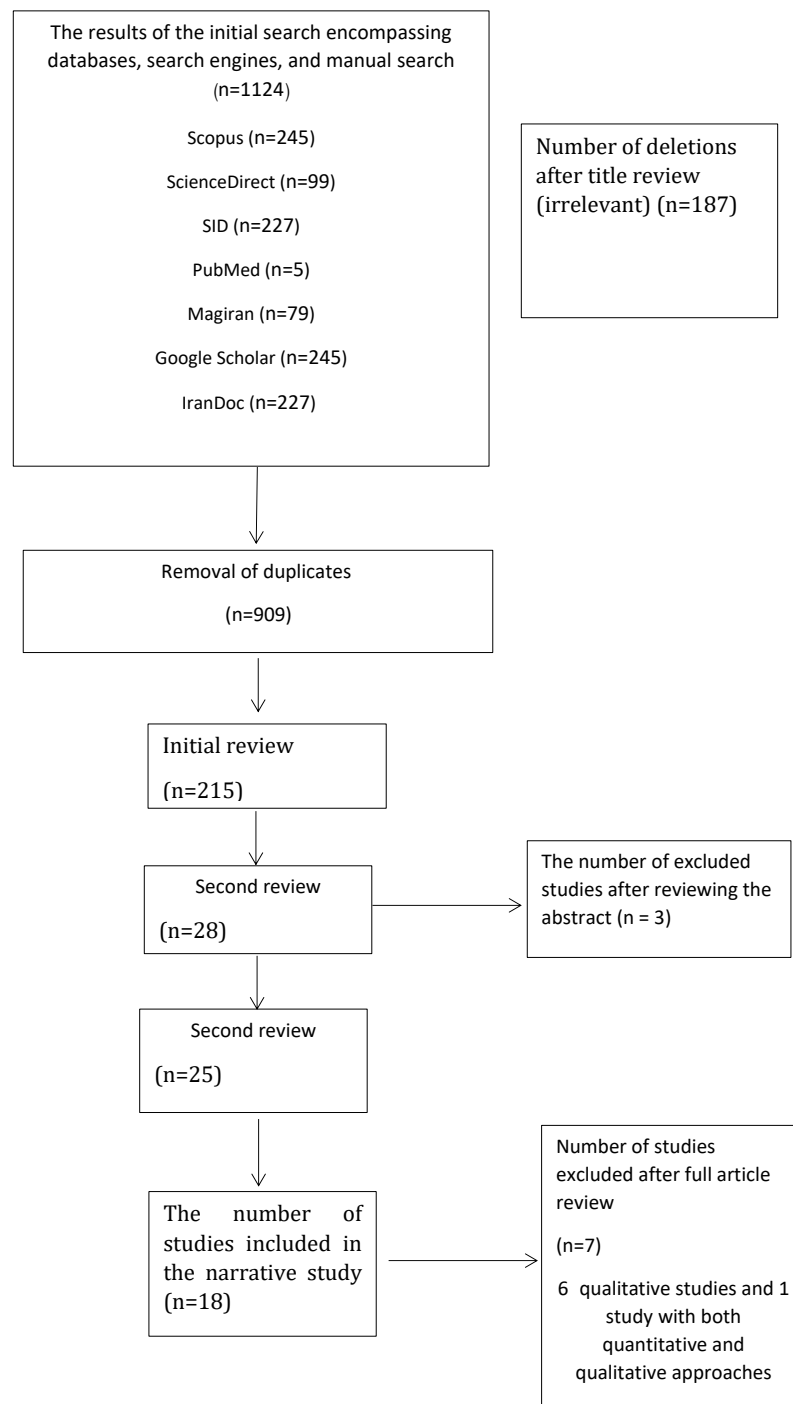 The results of the initial search encompassing
databases, search engines, and manual search
(n=1124)
Scopus (n=245)
ScienceDirect (n=99)
SID (n=227)
PubMed (n=5)
Magiran (n=79)
Google Scholar (n=245)
IranDoc (n=227)
Number of deletions
after title review
(irrelevant) (n=187)
Removal of duplicates
(n=909)
Initial review
(n=215)
Second review
(n=28)
The number of excluded
studies after reviewing the
abstract (n = 3)
Second review
(n=25)
The number of
studies included in
the narrative study
(n=18)
Number of studies
excluded after full article
review
(n=7)
6 qualitative studies and 1
study with both
quantitative and
qualitative approaches